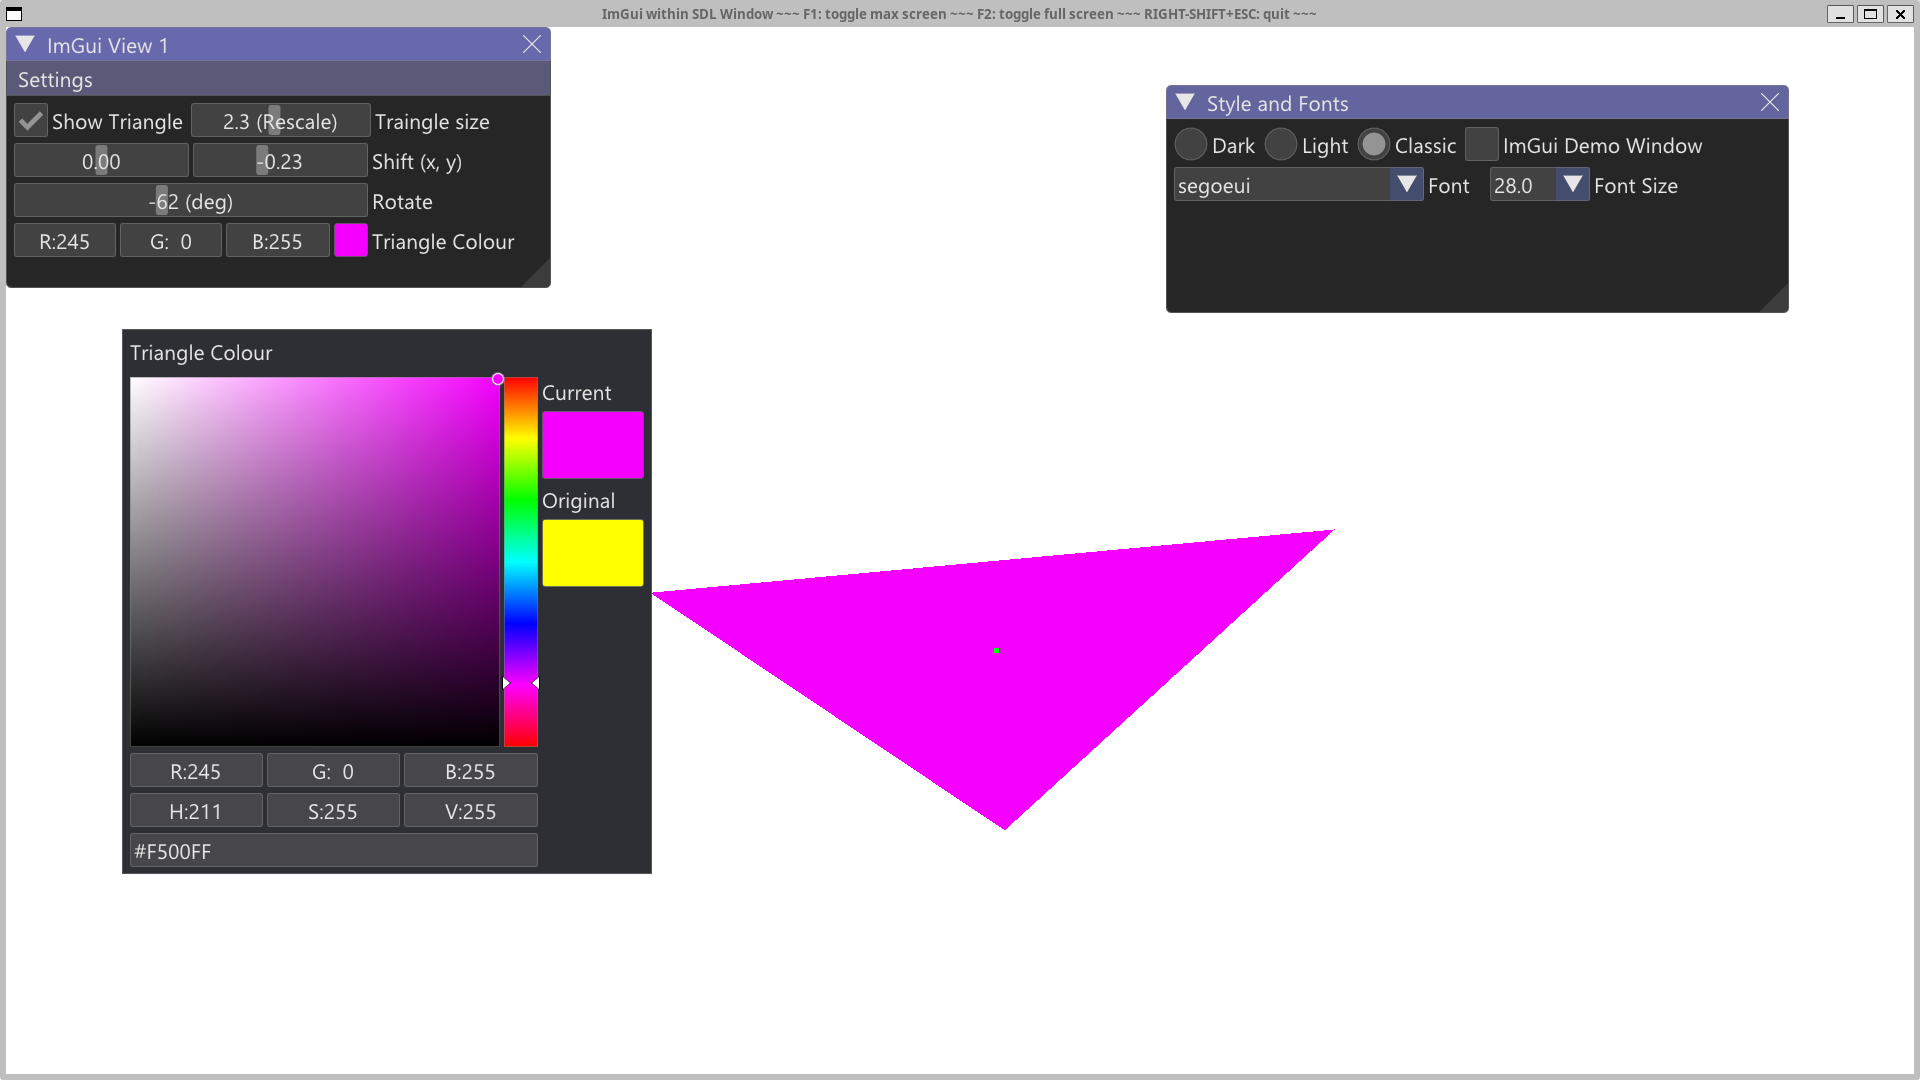 ImGui within SDL Window ~~~ F1: toggle max screen ~~~ F2: toggle full screen ~~~ RIGHT-SHIFT+ESC: quit ~~~
ImGui View 1
Settings
Show Triangle 2.3 (Rescale) Traingle size
0.00 -0.23 Shift (x, y)
-62 (deg) Rotate
R:245 G: 0 B:255 Triangle Colour
Style and Fonts
Dark Light Classic ImGui Demo Window
segoeui Font 28.0 Font Size
Triangle Colour
Current
Original
R:245 G: 0 B:255
H:211 S:255 V:255
#F500FF